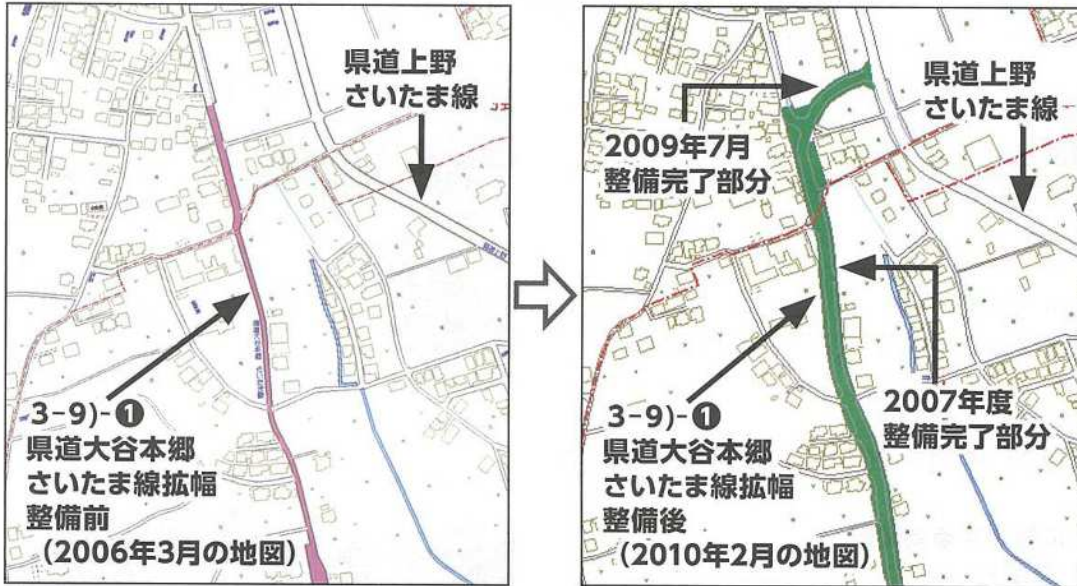 県道上野
さいたま線
3-9)-❶
県道大谷本郷
さいたま線拡幅
整備前
(2006年3月の地図)
県道上野
さいたま線
2009年7月
整備完了部分
2007年度
整備完了部分
3-9)-❶
県道大谷本郷
さいたま線拡幅
整備後
(2010年2月の地図)